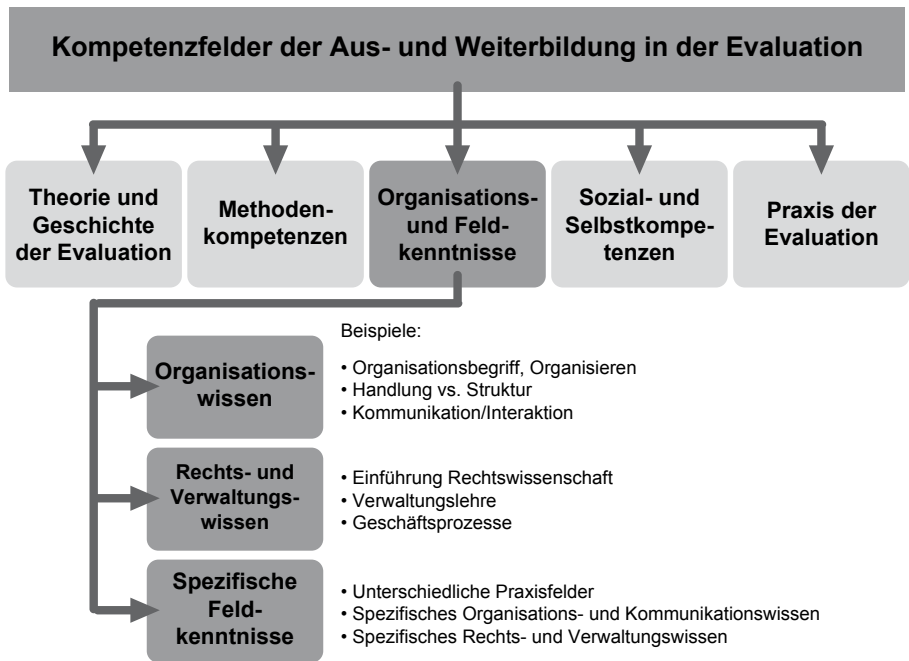 Kompetenzfelder der Aus- und Weiterbildung in der Evaluation
Theorie und
Geschichte
der Evaluation
Methoden-
kompetenzen
Organisations-
und Feld-
kenntnisse
Sozial- und
Selbstkompe-
tenzen
Praxis der
Evaluation
Organisations-
wissen
Beispiele:
• Organisationsbegriff, Organisieren
• Handlung vs. Struktur
• Kommunikation/Interaktion
Rechts- und
Verwaltungs-
wissen
• Einführung Rechtswissenschaft
• Verwaltungslehre
• Geschäftsprozesse
Spezifische
Feld-
kenntnisse
• Unterschiedliche Praxisfelder
• Spezifisches Organisations- und Kommunikationswissen
• Spezifisches Rechts- und Verwaltungswissen